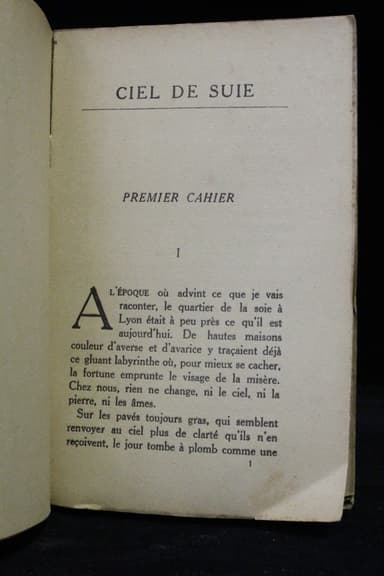 CIEL DE SUIE
PREMIER CAHIER
I
A L'ÉPOQUE où advint ce que je vais
raconter, le quartier de la soie à
Lyon était à peu près ce qu'il est
aujourd'hui. De hautes maisons
couleur d'averse et d'avarice y traçaient déjà
ce gluant labyrinthe où, pour mieux se cacher,
la fortune emprunte le visage de la misère.
Chez nous, rien ne change, ni le ciel, ni la
pierre, ni les âmes.
Sur les pavés toujours gras, qui semblent
renvoyer au ciel plus de clarté qu'ils n'en
reçoivent, le jour tombe à plomb comme une
1